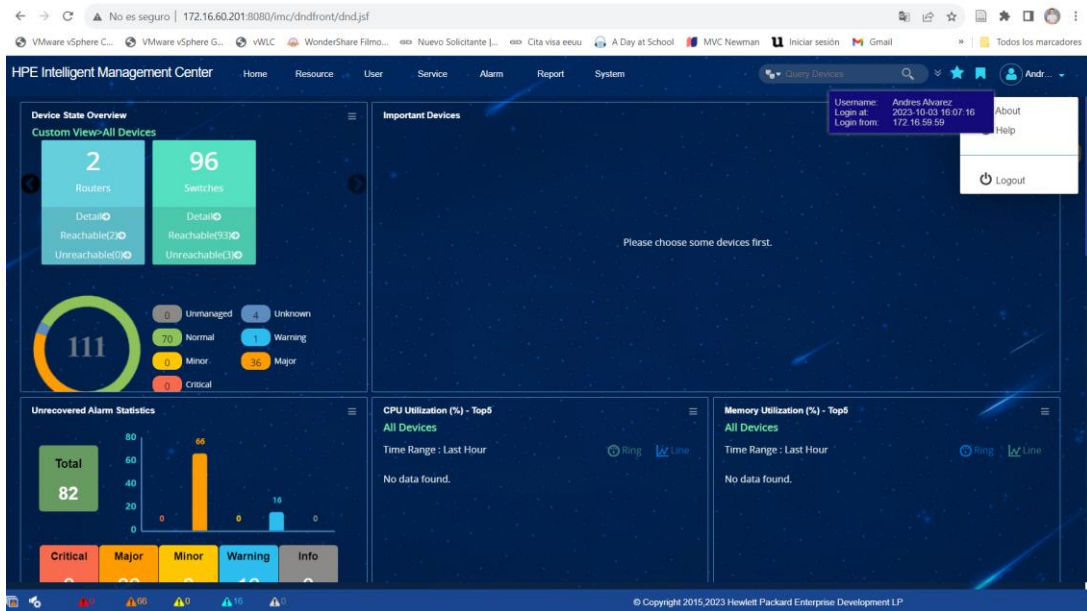 No es seguro | 172.16.60.201:8080/imc/dndfront/dnd.jsf
VMware vSphere C... VMware vSphere G... vWLC WonderShare Filmo... Nuevo Solicitante |... Cita visa eeuu A Day at School MVC Newman Iniciar sesión Gmail » Todos los marcadores
HPE Intelligent Management Center Home Resource User Service Alarm Report System Query Devices Andr...
Username: Andres Alvarez
Login at: 2023-10-03 16:07:16
Login from: 172.16.59.59
About
Help
Logout
Device State Overview
Custom View>All Devices
2
Routers
Detail
Reachable(2)
Unreachable(0)
96
Switches
Detail
Reachable(93)
Unreachable(3)
111
0 Unmanaged 4 Unknown
70 Normal 1 Warning
0 Minor 36 Major
0 Critical
Important Devices
Please choose some devices first.
Unrecovered Alarm Statistics
Total
82
80
60
40
20
0
0 66 0 16 0
Critical Major Minor Warning Info
CPU Utilization (%) - Top5
All Devices
Time Range : Last Hour Ring Line
No data found.
Memory Utilization (%) - Top5
All Devices
Time Range : Last Hour Ring Line
No data found.
0 66 0 16 0
© Copyright 2015,2023 Hewlett Packard Enterprise Development LP